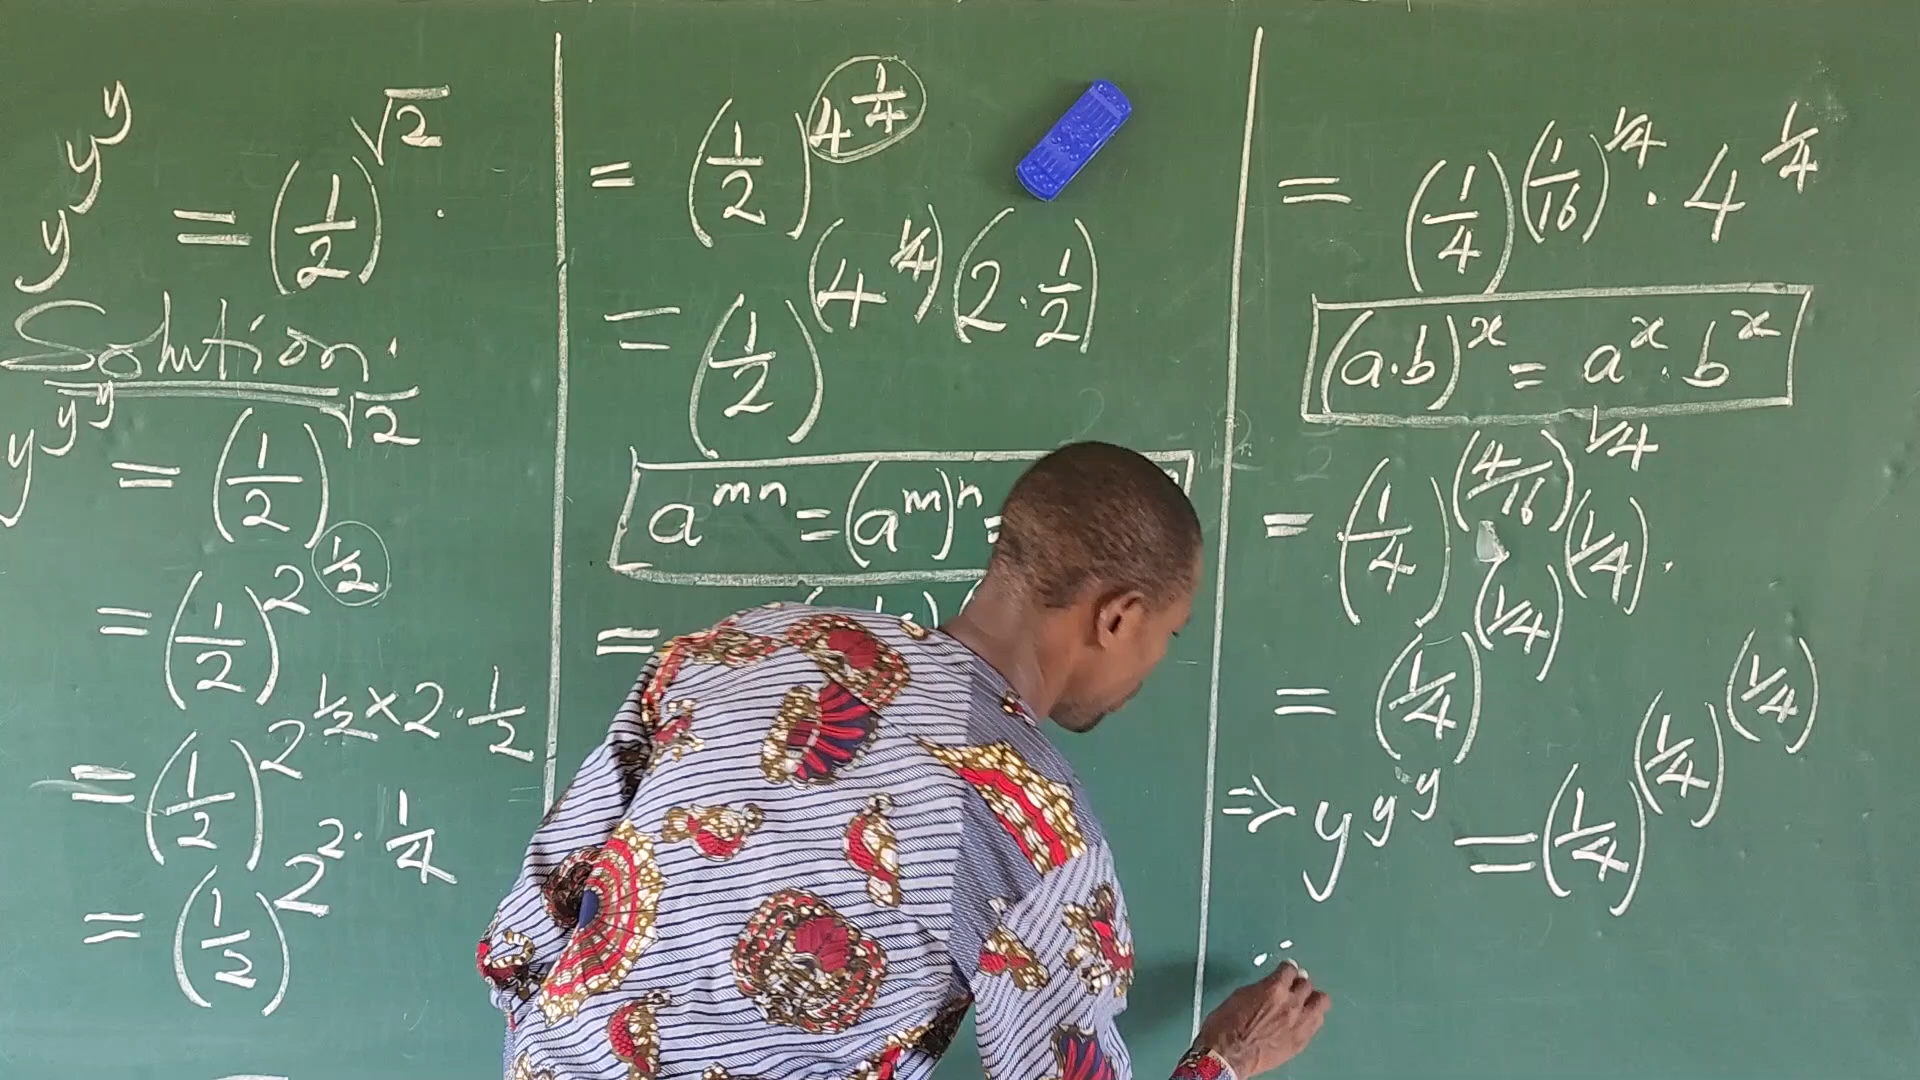 y^{y^y} = (1/2)^{√2}.
Solution.
y^{y^y} = (1/2)^{√2}
= (1/2)^{2^{1/2}}
= (1/2)^{2^{1/2 × 2 · 1/2}}
= (1/2)^{2^{2 · 1/4}}
= (1/2)^{4^{1/4}}
= (1/2)^{(4^{1/4})(2 · 1/2)}
a^{mn} = (a^m)^n =
=
= (1/4)^{(1/16)^{1/4} · 4^{1/4}}
(a·b)^x = a^x · b^x
= (1/4)^{(4/16)^{1/4}}
= (1/4)^{(1/4)^{(1/4)}}.
⇒ y^{y^y} = (1/4)^{(1/4)^{(1/4)}}